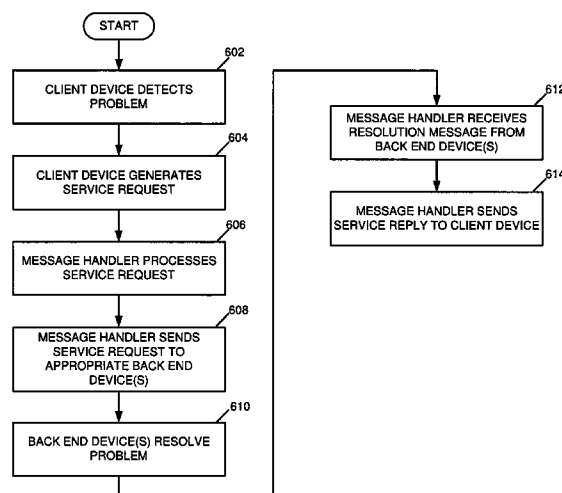 START
602
CLIENT DEVICE DETECTS
PROBLEM
604
CLIENT DEVICE GENERATES
SERVICE REQUEST
606
MESSAGE HANDLER PROCESSES
SERVICE REQUEST
608
MESSAGE HANDLER SENDS
SERVICE REQUEST TO
APPROPRIATE BACK END
DEVICE(S)
610
BACK END DEVICE(S) RESOLVE
PROBLEM
612
MESSAGE HANDLER RECEIVES
RESOLUTION MESSAGE FROM
BACK END DEVICE(S)
614
MESSAGE HANDLER SENDS
SERVICE REPLY TO CLIENT DEVICE